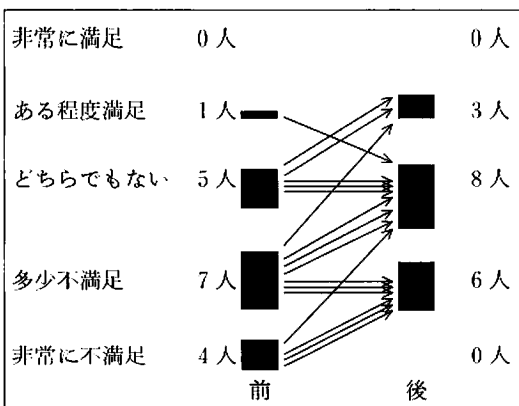 非常に満足 0人 0人
ある程度満足 1人 3人
どちらでもない 5人 8人
多少不満足 7人 6人
非常に不満足 4人 0人
前 後